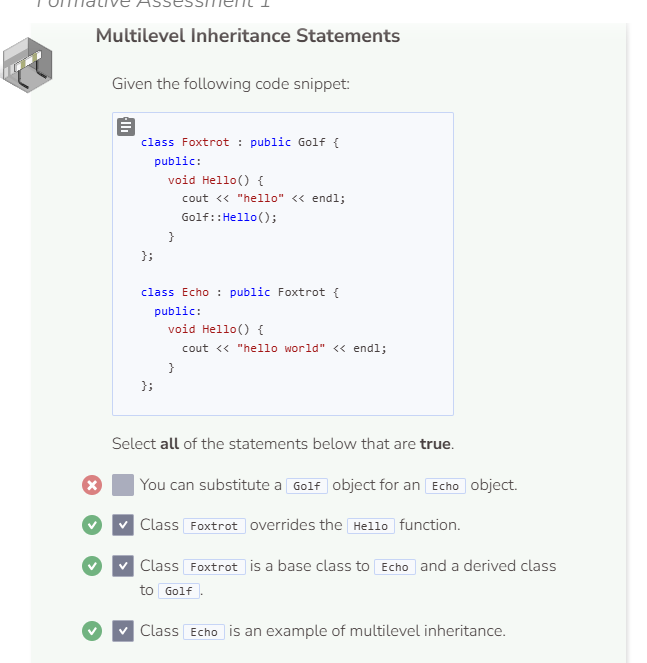 Formative Assessment 1
Multilevel Inheritance Statements
Given the following code snippet:
class Foxtrot : public Golf {
public:
void Hello() {
cout << "hello" << endl;
Golf::Hello();
}
};
class Echo : public Foxtrot {
public:
void Hello() {
cout << "hello world" << endl;
}
};
Select all of the statements below that are true.
You can substitute a Golf object for an Echo object.
Class Foxtrot overrides the Hello function.
Class Foxtrot is a base class to Echo and a derived class
to Golf.
Class Echo is an example of multilevel inheritance.